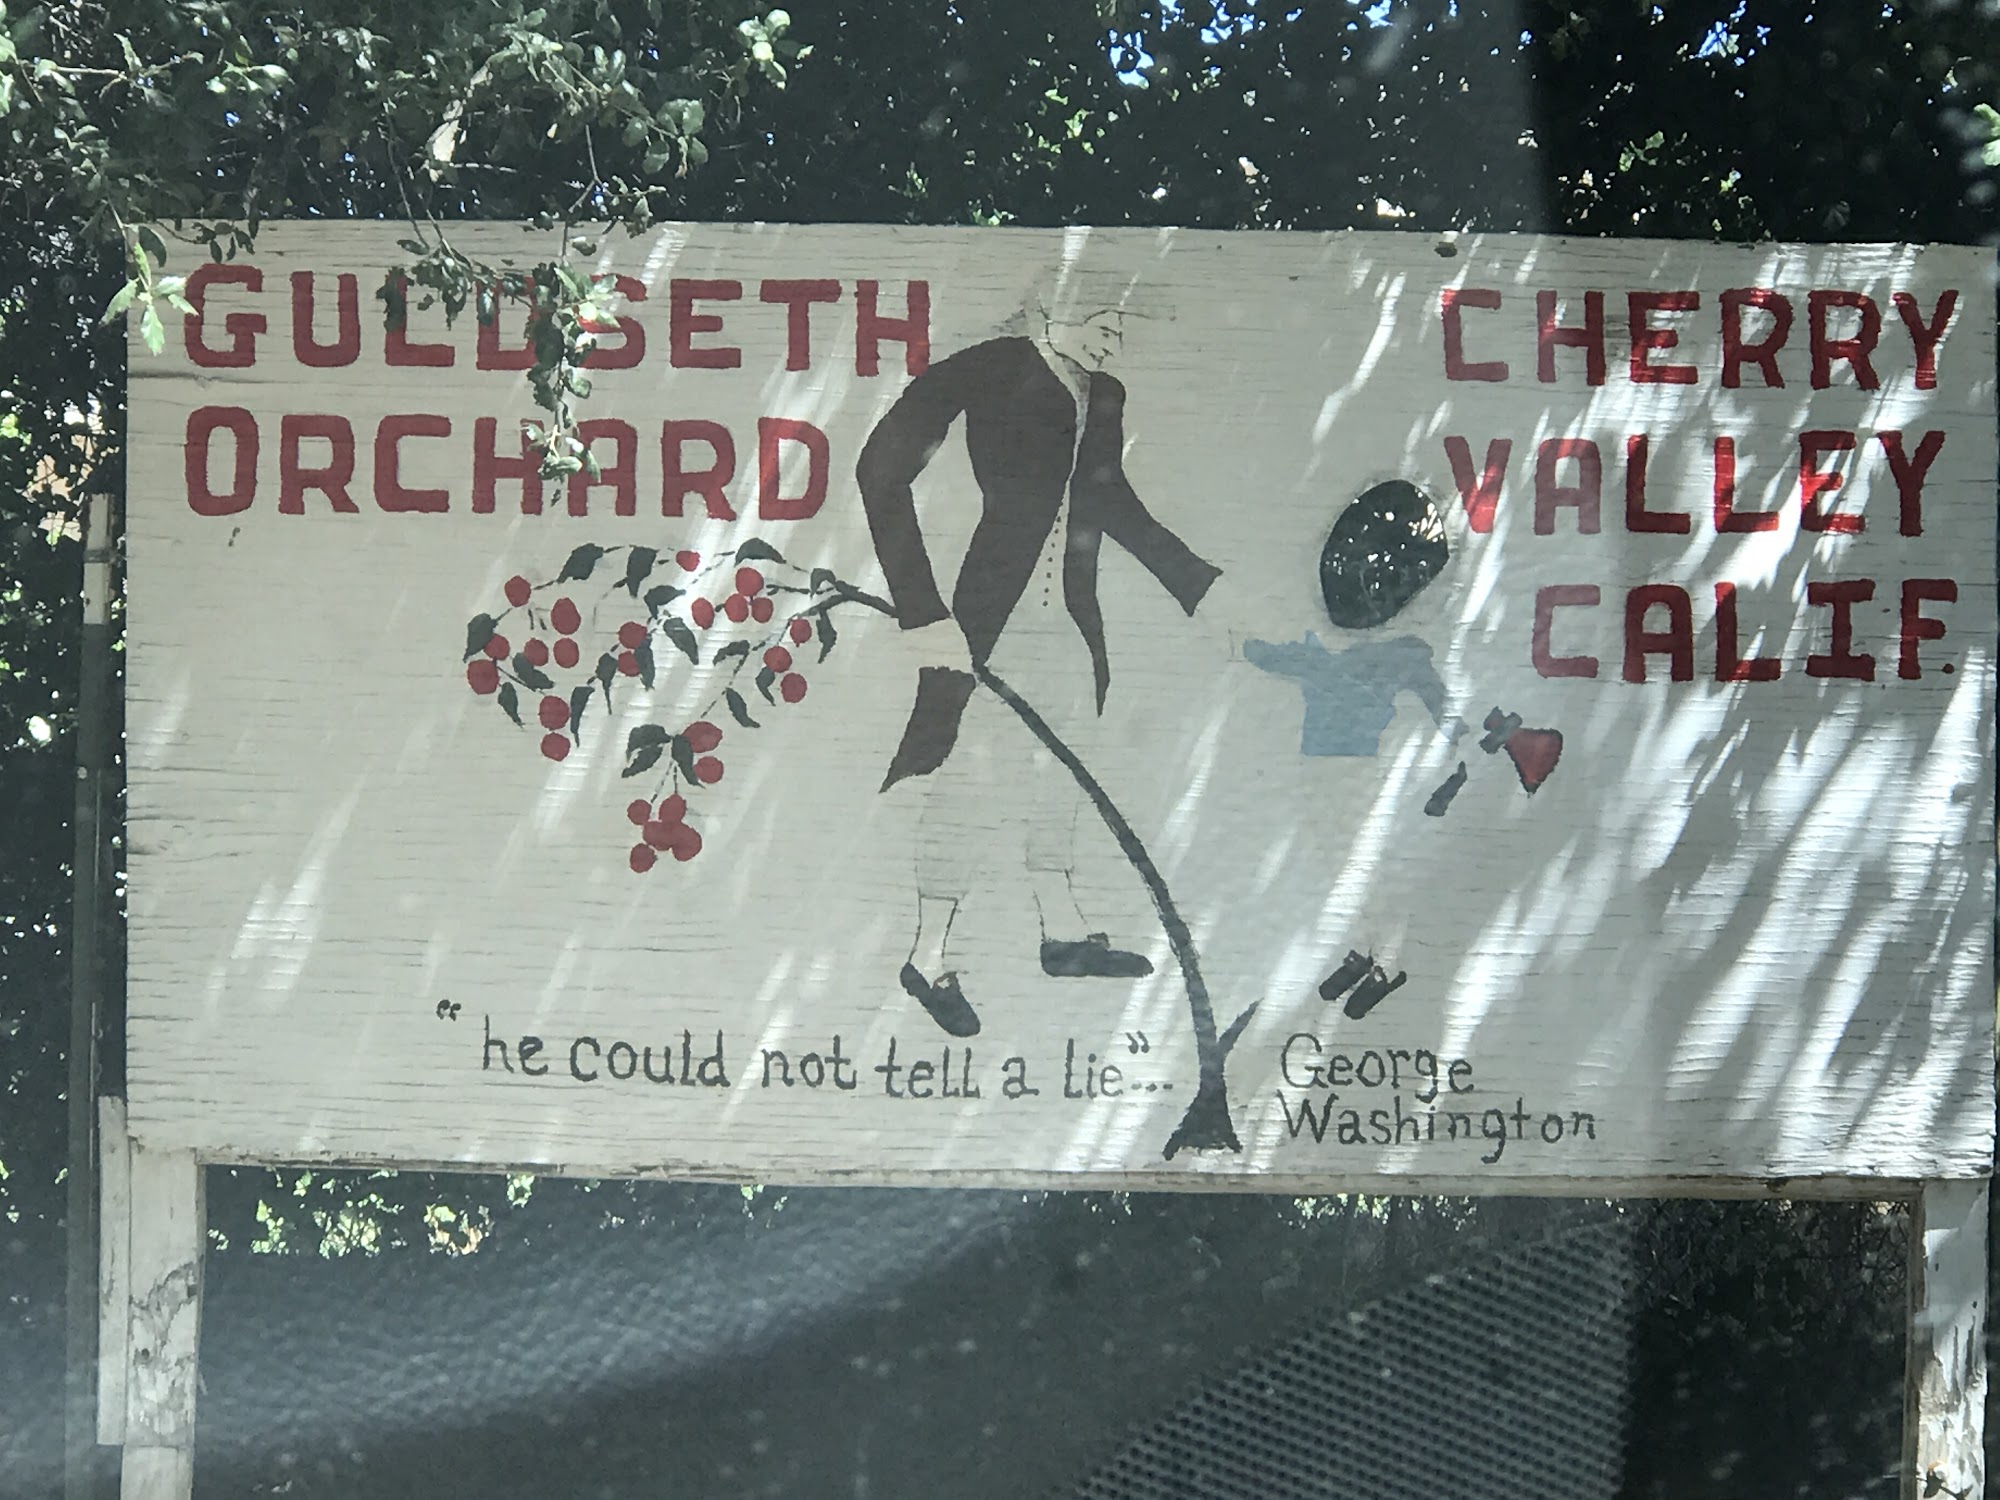 GULDSETH
ORCHARD
CHERRY
VALLEY
CALIF.
"he could not tell a lie"...
George
Washington